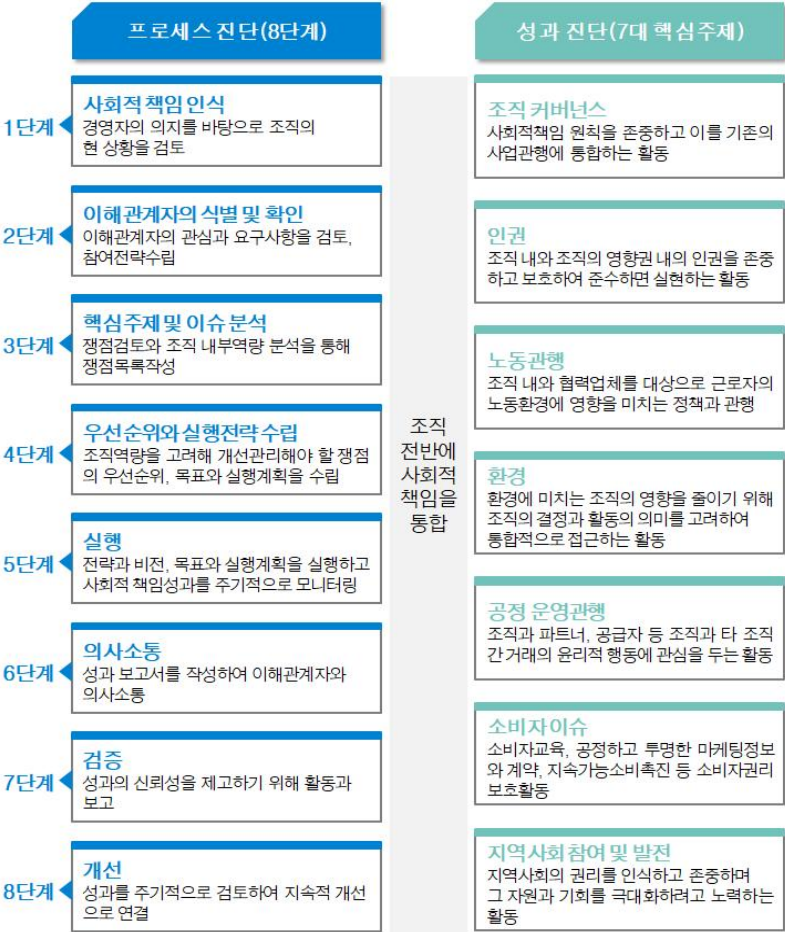 프로세스 진단(8단계)
1단계
사회적 책임 인식
경영자의 의지를 바탕으로 조직의
현 상황을 검토
2단계
이해관계자의 식별 및 확인
이해관계자의 관심과 요구사항을 검토,
참여전략수립
3단계
핵심주제 및 이슈 분석
쟁점검토와 조직 내부역량 분석을 통해
쟁점목록작성
4단계
우선순위와 실행전략 수립
조직역량을 고려해 개선관리해야 할 쟁점
의 우선순위, 목표와 실행계획을 수립
5단계
실행
전략과 비전, 목표와 실행계획을 실행하고
사회적 책임성과를 주기적으로 모니터링
6단계
의사소통
성과 보고서를 작성하여 이해관계자와
의사소통
7단계
검증
성과의 신뢰성을 제고하기 위해 활동과
보고
8단계
개선
성과를 주기적으로 검토하여 지속적 개선
으로 연결
조직
전반에
사회적
책임을
통합
성과 진단(7대 핵심주제)
조직 커버넌스
사회적책임 원칙을 존중하고 이를 기존의
사업관행에 통합하는 활동
인권
조직 내와 조직의 영향권 내의 인권을 존중
하고 보호하여 준수하면 실현하는 활동
노동관행
조직 내와 협력업체를 대상으로 근로자의
노동환경에 영향을 미치는 정책과 관행
환경
환경에 미치는 조직의 영향을 줄이기 위해
조직의 결정과 활동의 의미를 고려하여
통합적으로 접근하는 활동
공정 운영관행
조직과 파트너, 공급자 등 조직과 타 조직
간 거래의 윤리적 행동에 관심을 두는 활동
소비자 이슈
소비자교육, 공정하고 투명한 마케팅정보
와 계약, 지속가능소비촉진 등 소비자권리
보호활동
지역사회 참여 및 발전
지역사회의 권리를 인식하고 존중하며
그 자원과 기회를 극대화하려고 노력하는
활동